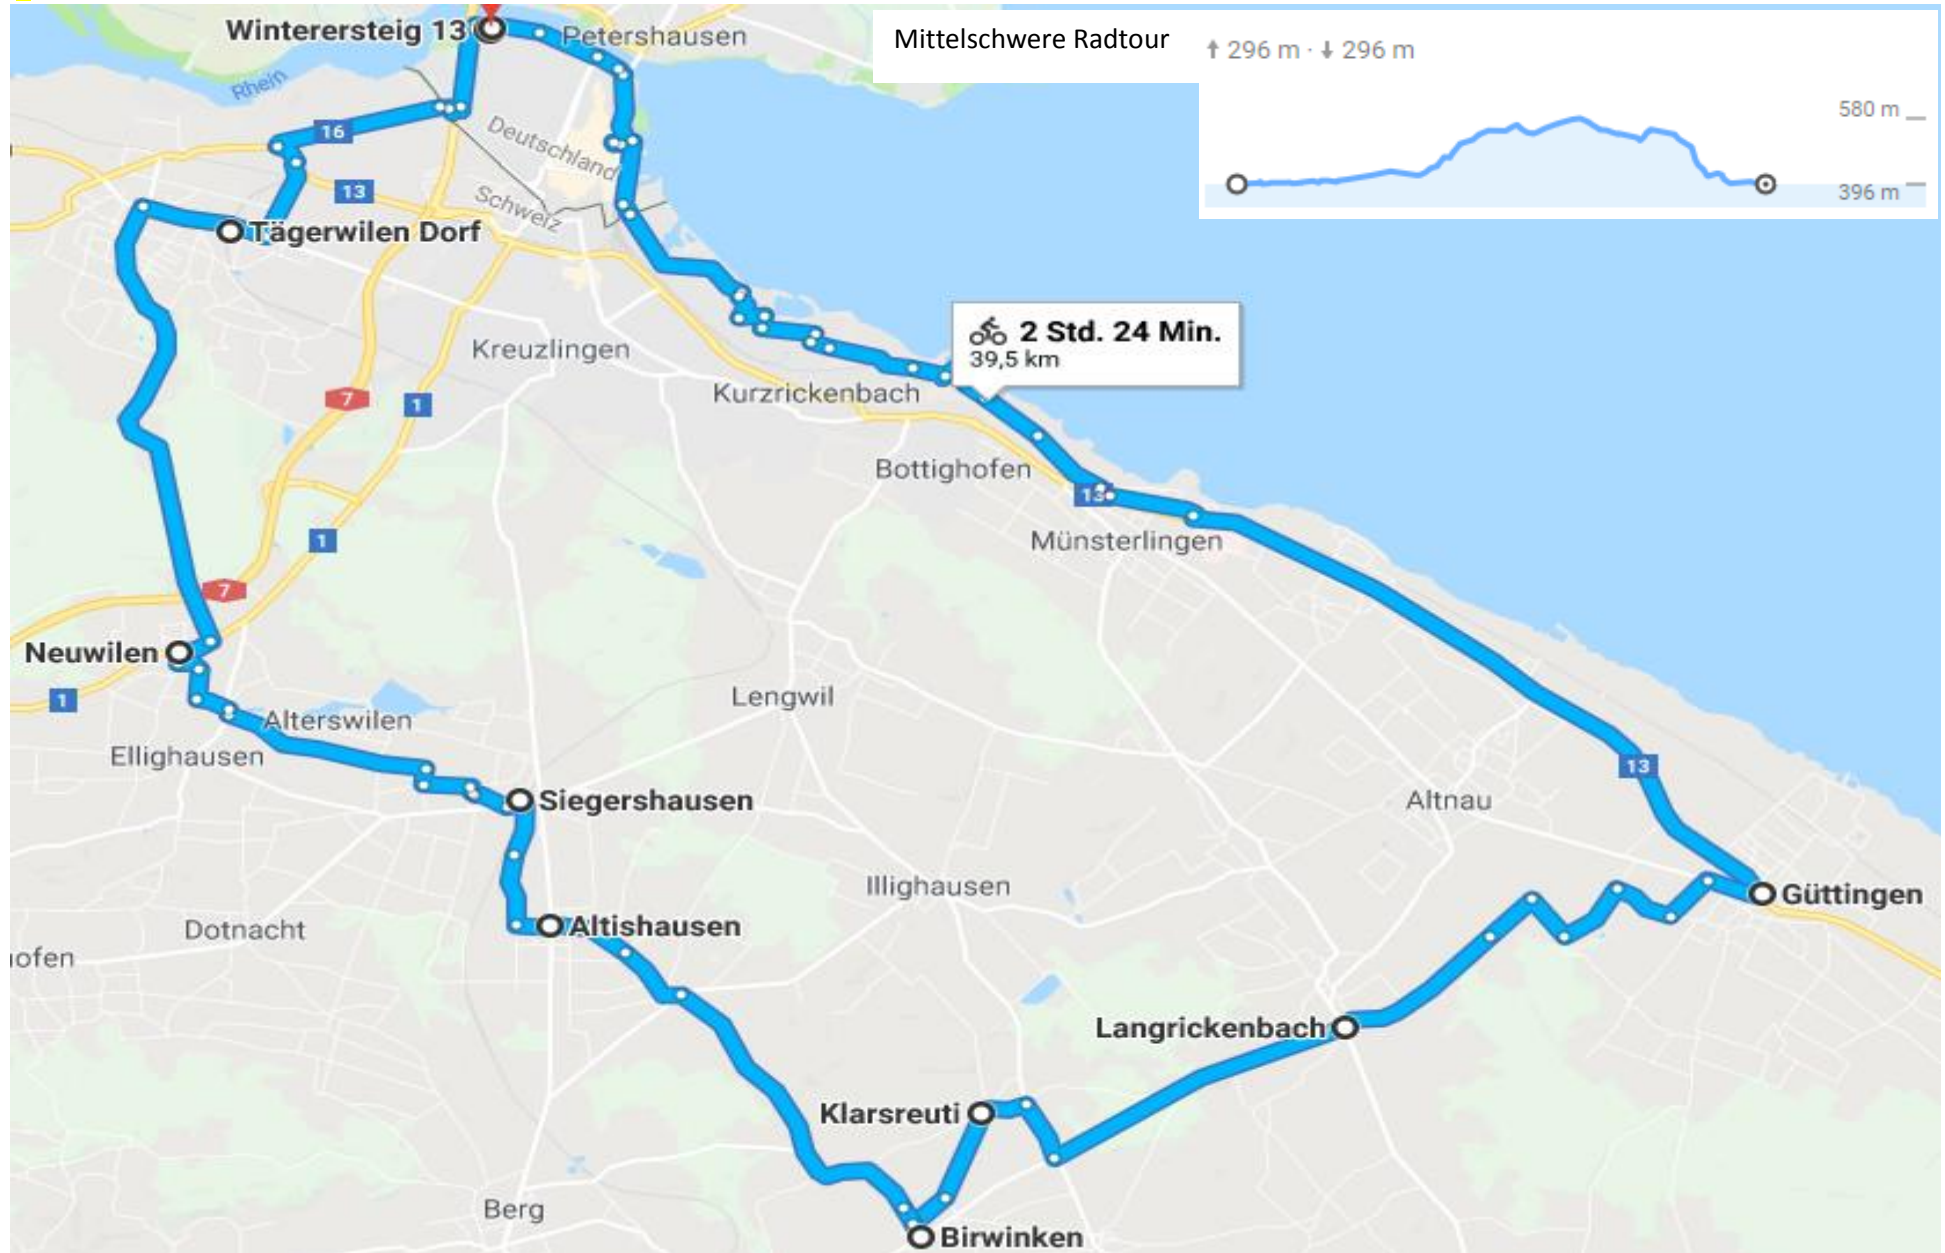 Winterersteig 13
Petershausen
Mittelschwere Radtour
296 m · 296 m
580 m
396 m
Rhein
16
Deutschland
13
Schweiz
Tägerwilen Dorf
2 Std. 24 Min.
39,5 km
Kreuzlingen
Kurzrickenbach
7
1
Bottighofen
13
1
Münsterlingen
7
Neuwilen
1
Lengwil
Alterswilen
Ellighausen
13
Siegershausen
Altnau
Illighausen
Güttingen
Altishausen
Dotnacht
hofen
Langrickenbach
Klarsreuti
Berg
Birwinken